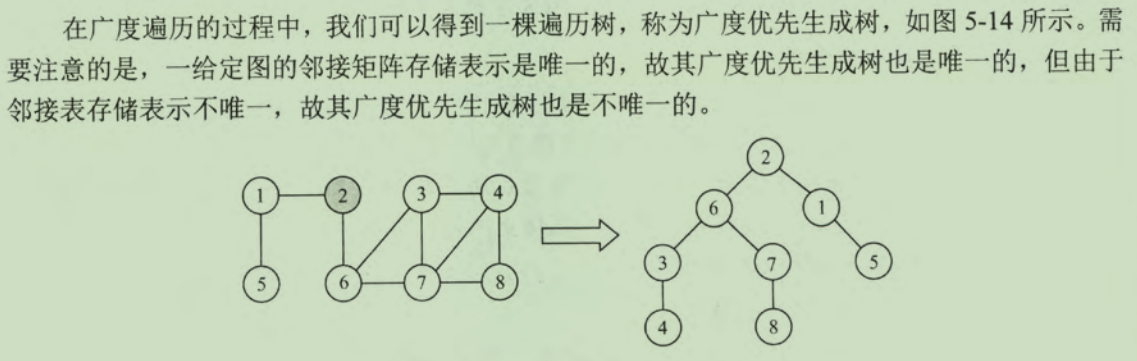 在广度遍历的过程中，我们可以得到一棵遍历树，称为广度优先生成树，如图 5-14 所示。需
要注意的是，一给定图的邻接矩阵存储表示是唯一的，故其广度优先生成树也是唯一的，但由于
邻接表存储表示不唯一，故其广度优先生成树也是不唯一的。
1 2 3 4
5 6 7 8
2
6 1
3 7 5
4 8